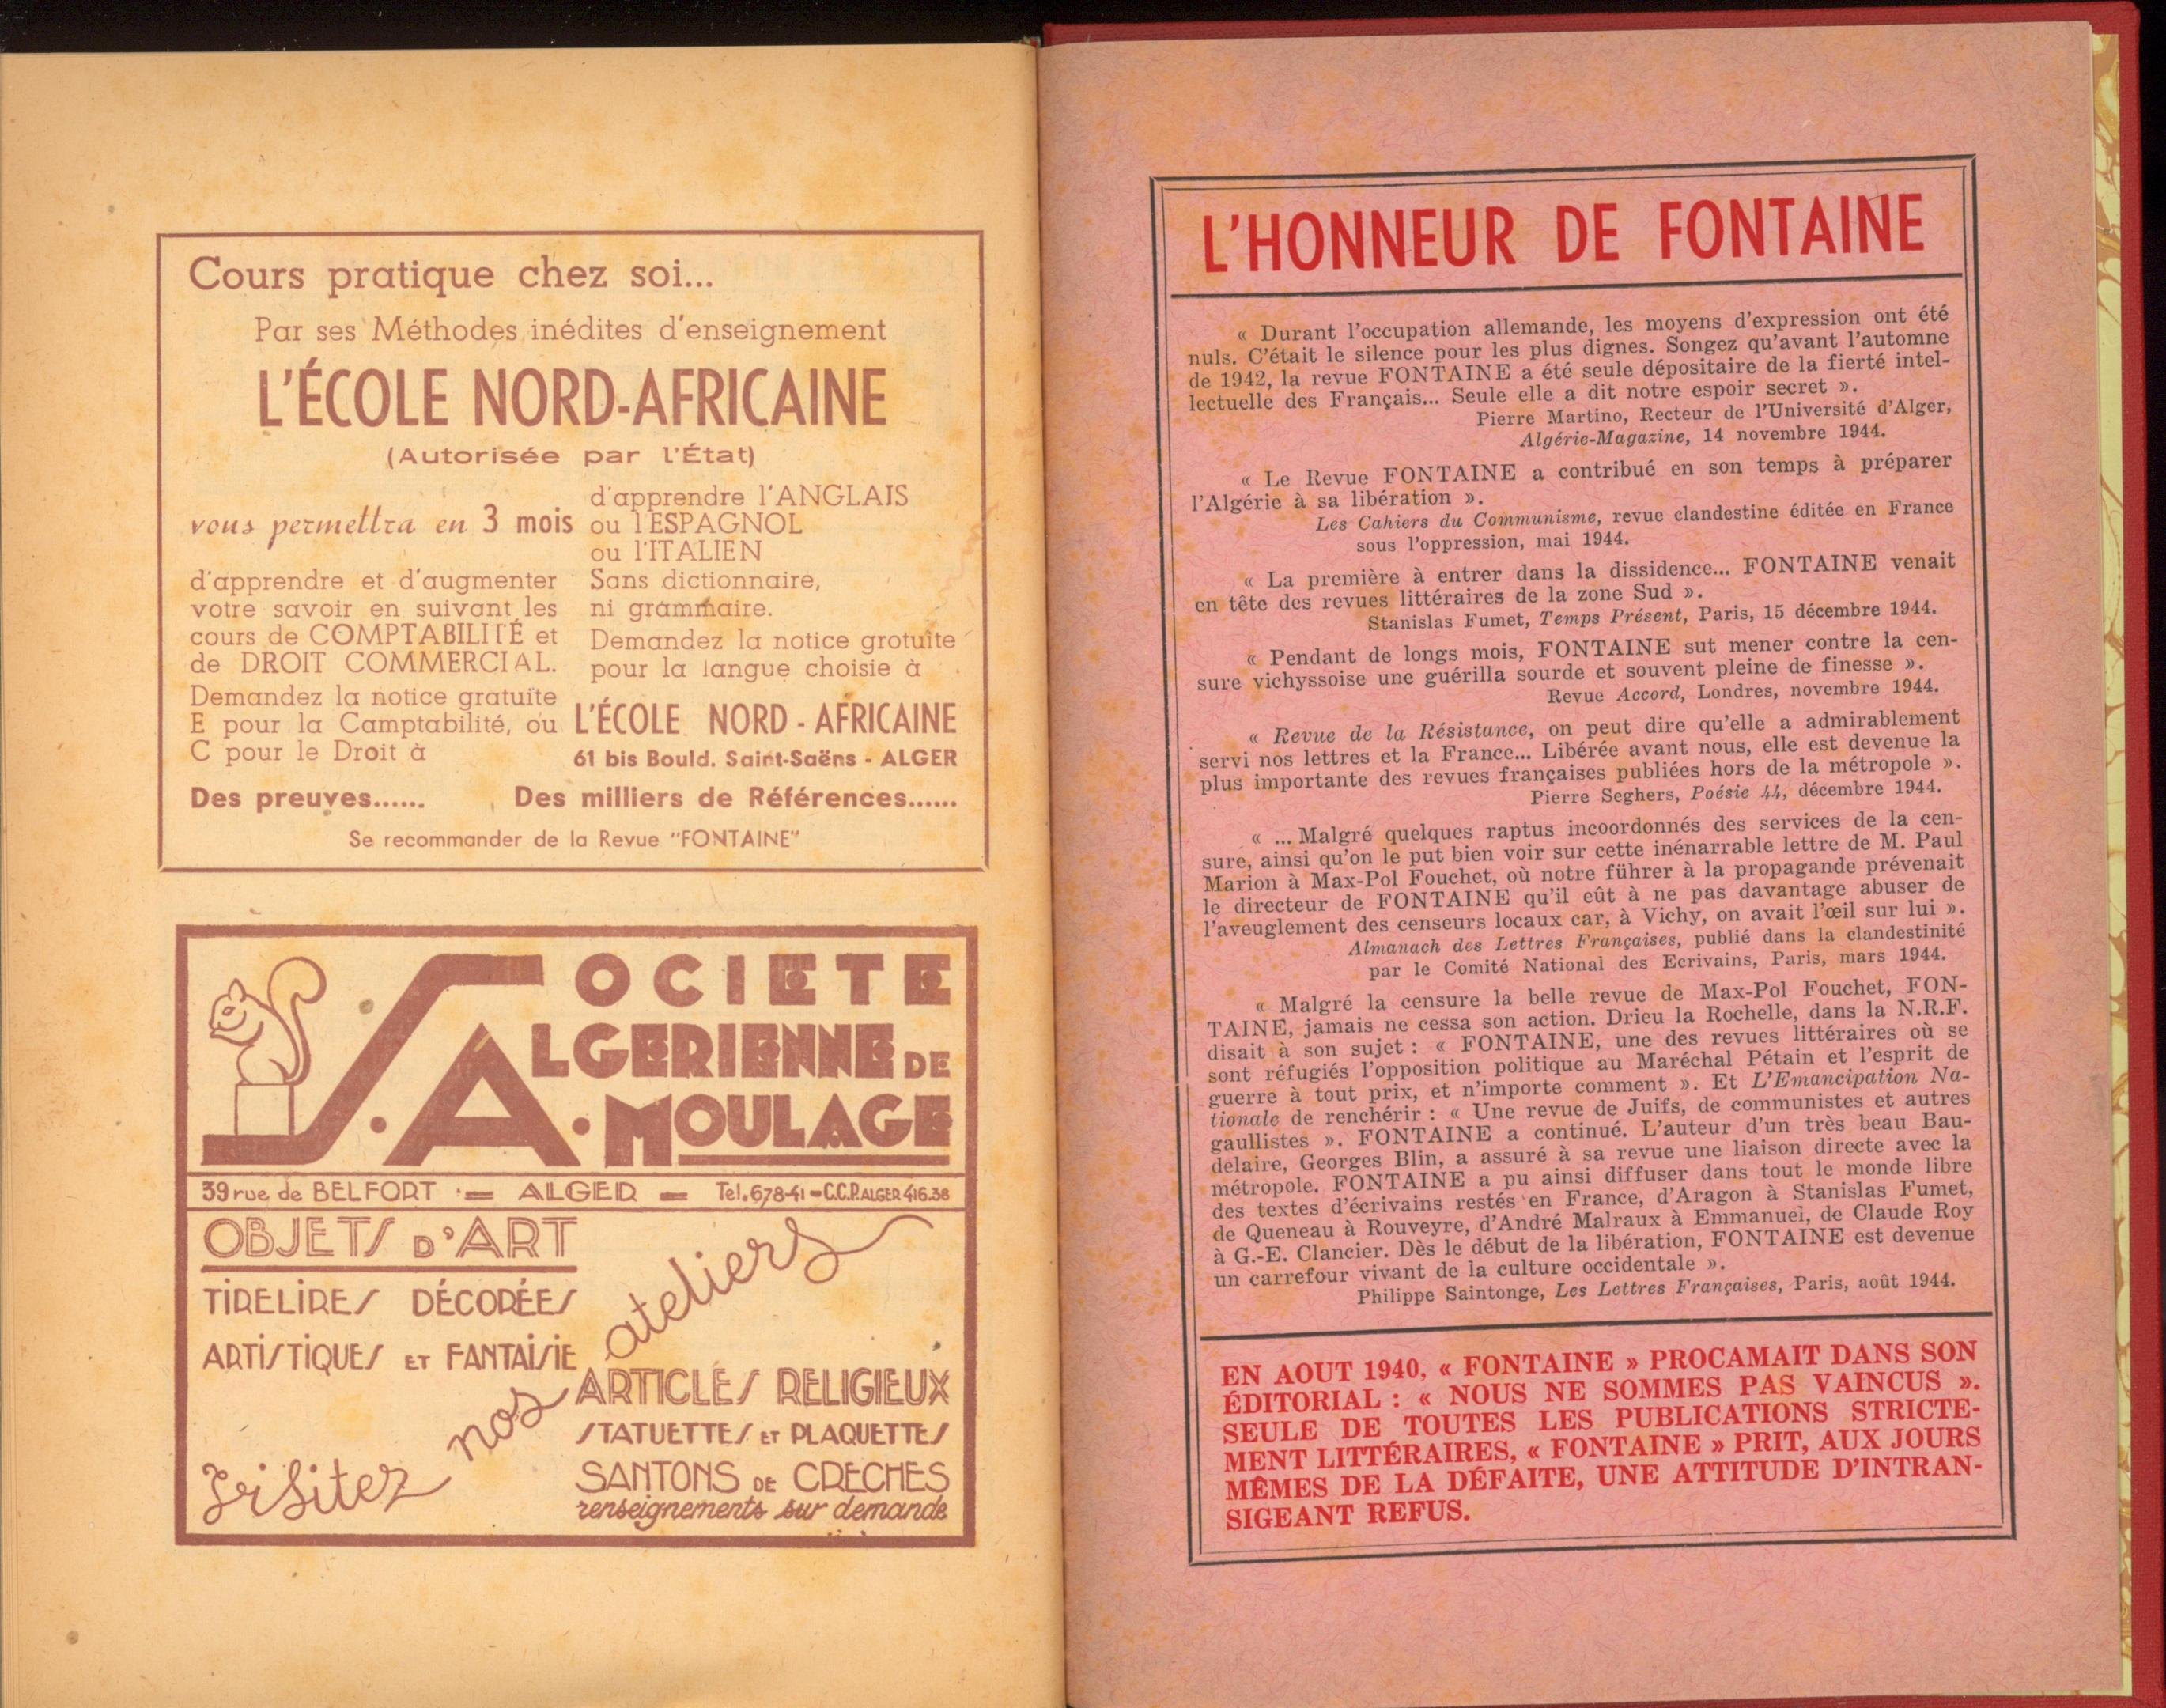 Cours pratique chez soi...
Par ses Méthodes inédites d'enseignement
L'ÉCOLE NORD-AFRICAINE
(Autorisée par l'État)
vous permettra en 3 mois
d'apprendre l'ANGLAIS
ou l'ESPAGNOL
ou l'ITALIEN
d'apprendre et d'augmenter
votre savoir en suivant les
cours de COMPTABILITÉ et
de DROIT COMMERCIAL.
Demandez la notice gratuite
E pour la Camptabilité, ou
C pour le Droit à
Sans dictionnaire,
ni grammaire.
Demandez la notice grotuite
pour la langue choisie à
L'ÉCOLE NORD - AFRICAINE
61 bis Bould. Saint-Saëns - ALGER
Des preuves...... Des milliers de Références......
Se recommander de la Revue "FONTAINE"
SOCIETE
ALGERIENNE DE
MOULAGE
39 rue de BELFORT - ALGER - Tel. 678-41 - C.C.P. ALGER 416.38
OBJETS D'ART
TIRELIRES DÉCORÉES
ARTISTIQUES ET FANTAISIE
Visitez nos ateliers
ARTICLES RELIGIEUX
STATUETTES ET PLAQUETTES
SANTONS DE CRECHES
renseignements sur demande
L'HONNEUR DE FONTAINE
« Durant l'occupation allemande, les moyens d'expression ont été
nuls. C'était le silence pour les plus dignes. Songez qu'avant l'automne
de 1942, la revue FONTAINE a été seule dépositaire de la fierté intel-
lectuelle des Français... Seule elle a dit notre espoir secret ».
Pierre Martino, Recteur de l'Université d'Alger,
Algérie-Magazine, 14 novembre 1944.
« Le Revue FONTAINE a contribué en son temps à préparer
l'Algérie à sa libération ».
Les Cahiers du Communisme, revue clandestine éditée en France
sous l'oppression, mai 1944.
« La première à entrer dans la dissidence... FONTAINE venait
en tête des revues littéraires de la zone Sud ».
Stanislas Fumet, Temps Présent, Paris, 15 décembre 1944.
« Pendant de longs mois, FONTAINE sut mener contre la cen-
sure vichyssoise une guérilla sourde et souvent pleine de finesse ».
Revue Accord, Londres, novembre 1944.
« Revue de la Résistance, on peut dire qu'elle a admirablement
servi nos lettres et la France... Libérée avant nous, elle est devenue la
plus importante des revues françaises publiées hors de la métropole ».
Pierre Seghers, Poésie 44, décembre 1944.
« ... Malgré quelques raptus incoordonnés des services de la cen-
sure, ainsi qu'on le put bien voir sur cette inénarrable lettre de M. Paul
Marion à Max-Pol Fouchet, où notre führer à la propagande prévenait
le directeur de FONTAINE qu'il eût à ne pas davantage abuser de
l'aveuglement des censeurs locaux car, à Vichy, on avait l'œil sur lui ».
Almanach des Lettres Françaises, publié dans la clandestinité
par le Comité National des Ecrivains, Paris, mars 1944.
« Malgré la censure la belle revue de Max-Pol Fouchet, FON-
TAINE, jamais ne cessa son action. Drieu la Rochelle, dans la N.R.F.
disait à son sujet : « FONTAINE, une des revues littéraires où se
sont réfugiés l'opposition politique au Maréchal Pétain et l'esprit de
guerre à tout prix, et n'importe comment ». Et L'Emancipation Na-
tionale de renchérir : « Une revue de Juifs, de communistes et autres
gaullistes ». FONTAINE a continué. L'auteur d'un très beau Bau-
delaire, Georges Blin, a assuré à sa revue une liaison directe avec la
métropole. FONTAINE a pu ainsi diffuser dans tout le monde libre
des textes d'écrivains restés en France, d'Aragon à Stanislas Fumet,
de Queneau à Rouveyre, d'André Malraux à Emmanuel, de Claude Roy
à G.-E. Clancier. Dès le début de la libération, FONTAINE est devenue
un carrefour vivant de la culture occidentale ».
Philippe Saintonge, Les Lettres Françaises, Paris, août 1944.
EN AOUT 1940, « FONTAINE » PROCAMAIT DANS SON
ÉDITORIAL : « NOUS NE SOMMES PAS VAINCUS ».
SEULE DE TOUTES LES PUBLICATIONS STRICTE-
MENT LITTÉRAIRES, « FONTAINE » PRIT, AUX JOURS
MÊMES DE LA DÉFAITE, UNE ATTITUDE D'INTRAN-
SIGEANT REFUS.